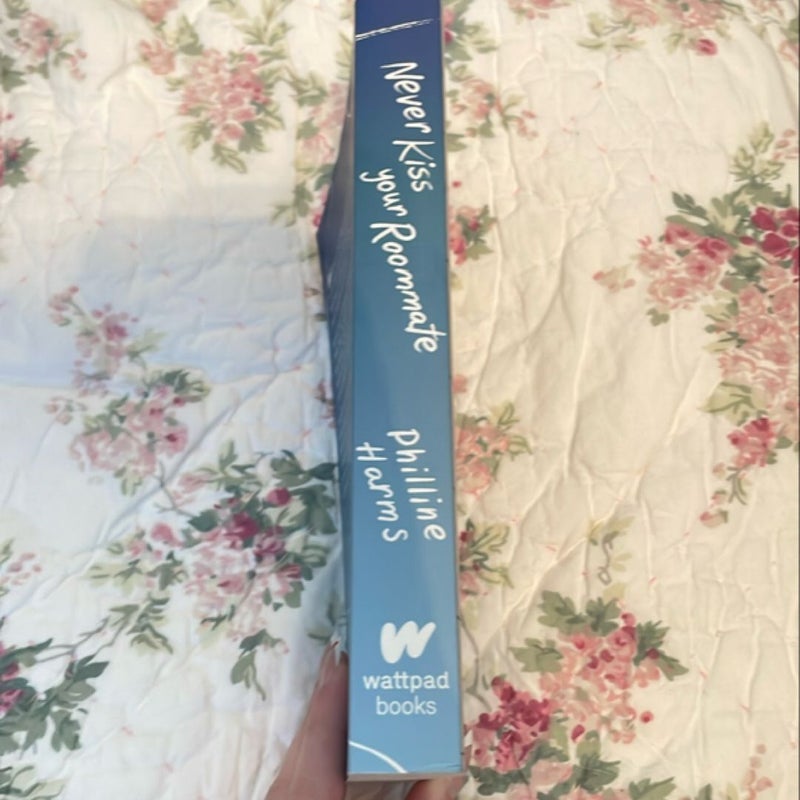 Never Kiss
your Roommate
Philline
Harms
wattpad
books